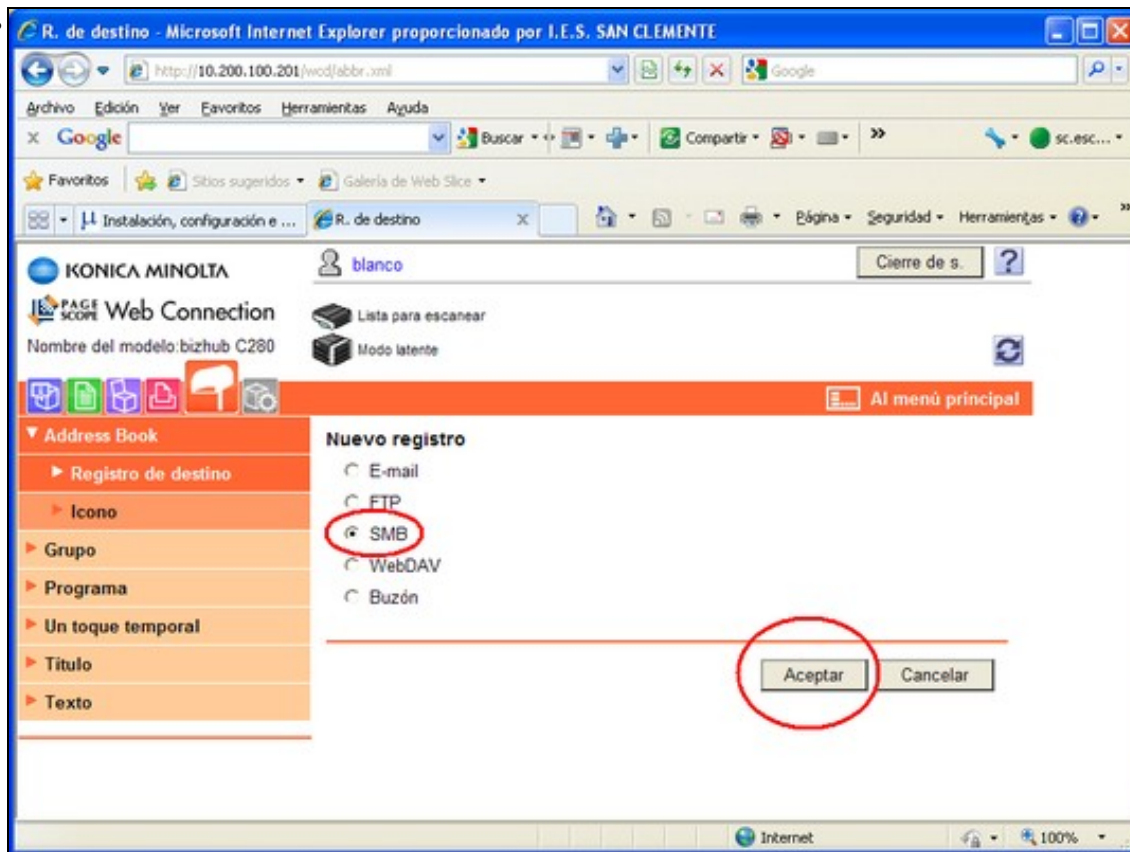 R. de destino - Microsoft Internet Explorer proporcionado por I.E.S. SAN CLEMENTE
http://10.200.100.201/wcd/abbr.xml
Google
Archivo Edición Ver Favoritos Herramientas Ayuda
x Google Buscar Compartir » sc.esc...
Favoritos Sitios sugeridos Galería de Web Slice
Instalación, configuración e ... R. de destino X Página Seguridad Herramientas »
KONICA MINOLTA blanco Cierre de s. ?
PAGE SCOPE Web Connection Lista para escanear
Nombre del modelo:bizhub C280 Modo latente
Al menú principal
Address Book Nuevo registro
Registro de destino E-mail
FTP
Icono SMB
Grupo WebDAV
Programa Buzón
Un toque temporal
Título Aceptar Cancelar
Texto
Internet 100%